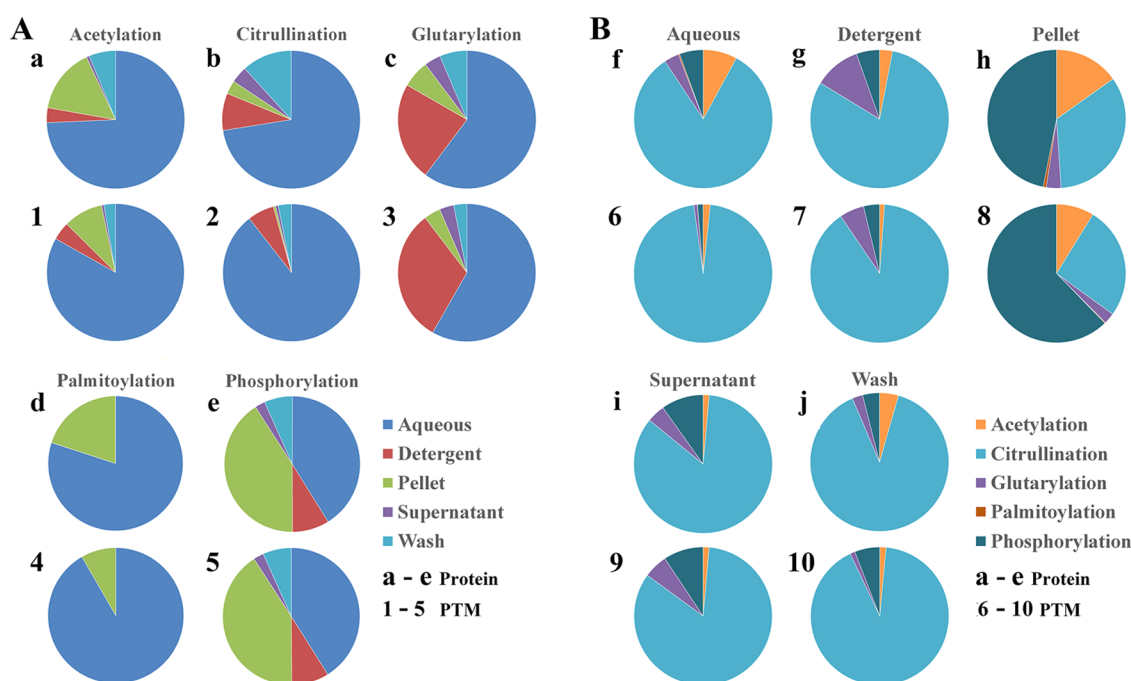 A
Acetylation
Citrullination
Glutarylation
a
b
c
1
2
3
Palmitoylation
Phosphorylation
d
e
4
5
Aqueous
Detergent
Pellet
Supernatant
Wash
a - e Protein
1 - 5 PTM
B
Aqueous
Detergent
Pellet
f
g
h
6
7
8
Supernatant
Wash
i
j
9
10
Acetylation
Citrullination
Glutarylation
Palmitoylation
Phosphorylation
a - e Protein
6 - 10 PTM